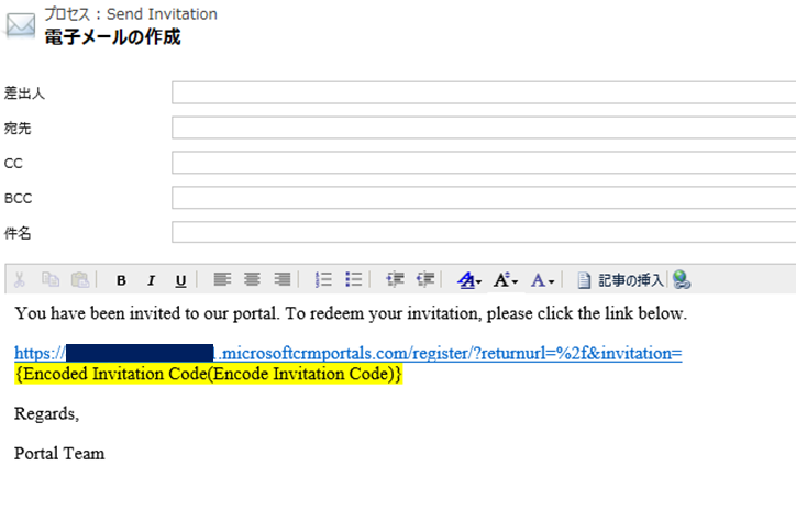 プロセス : Send Invitation
電子メールの作成
差出人
宛先
CC
BCC
件名
B I U A A A 記事の挿入
You have been invited to our portal. To redeem your invitation, please click the link below.
https:// .microsoftcrmportals.com/register/?returnurl=%2f&invitation=
{Encoded Invitation Code(Encode Invitation Code)}
Regards,
Portal Team